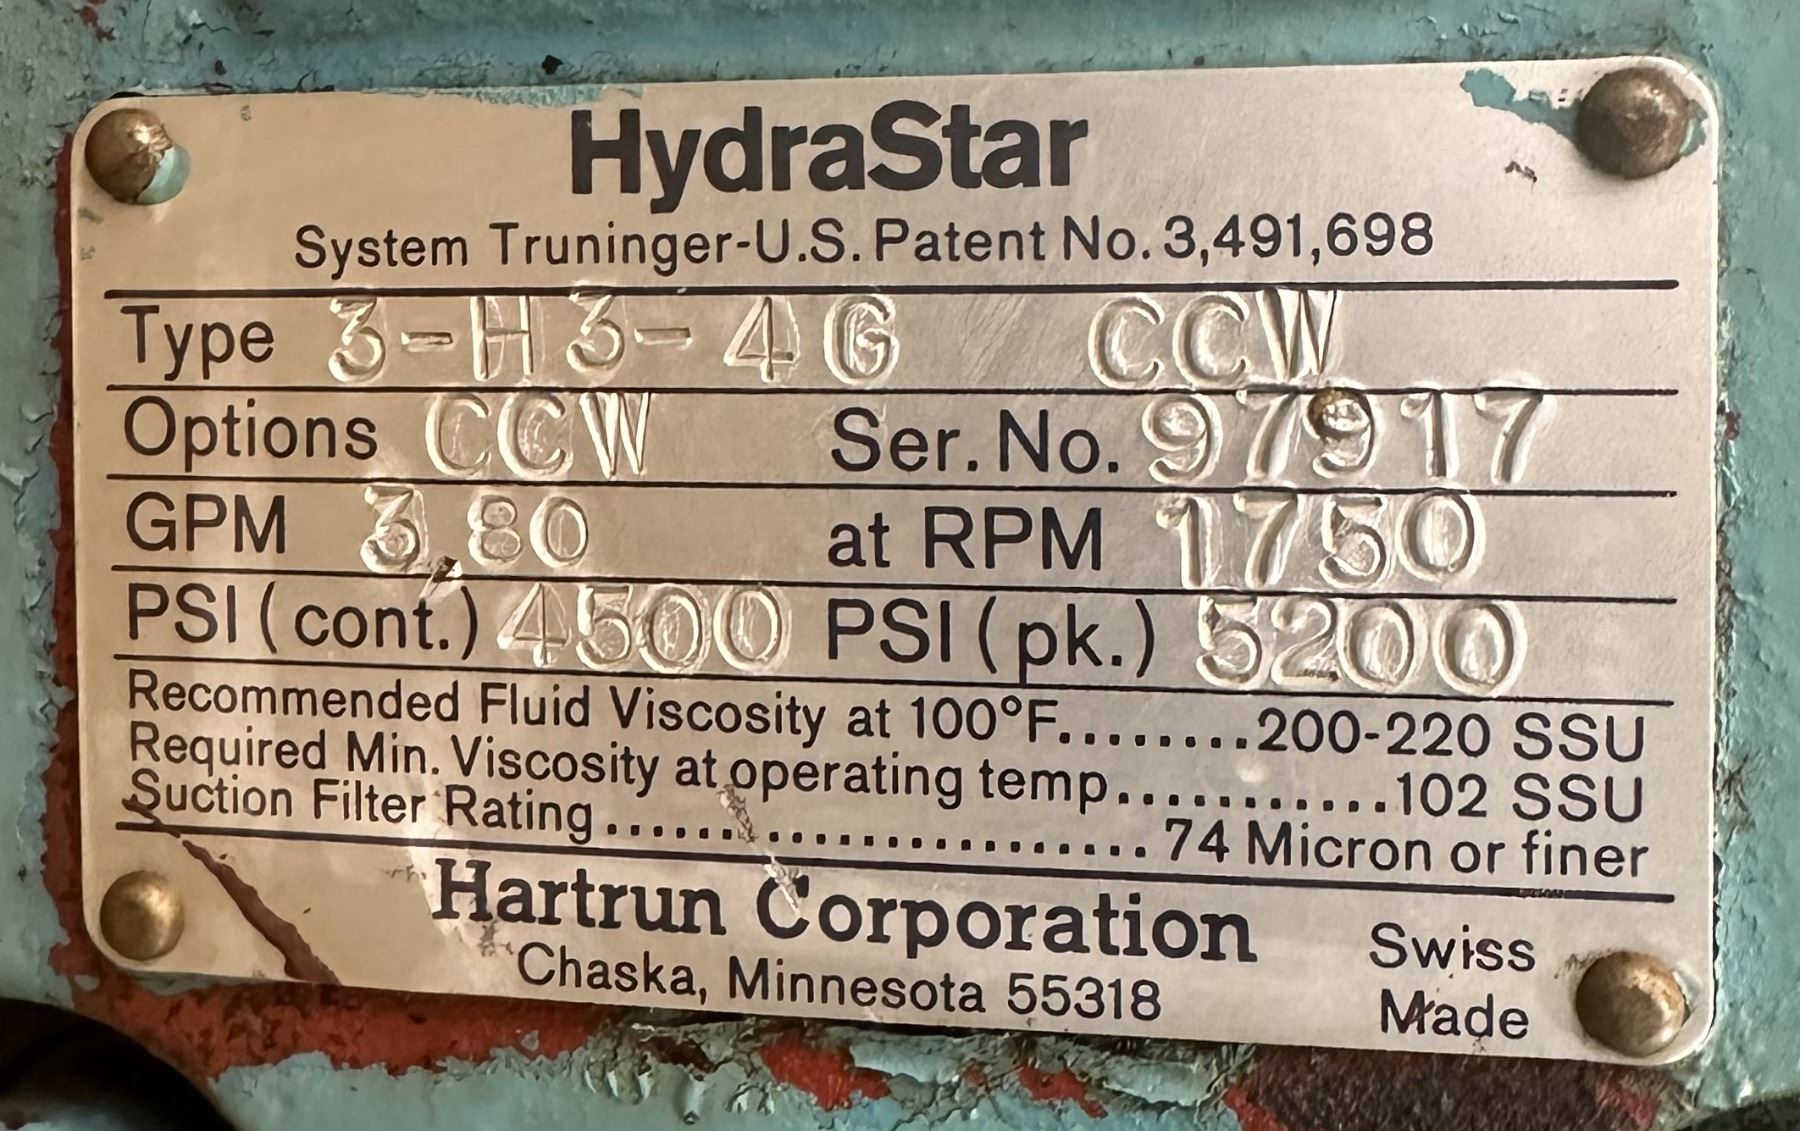 HydraStar
System Truninger-U.S. Patent No. 3,491,698
Type 3-H3-4G CCW
Options CCW Ser. No. 97917
GPM 3.80 at RPM 1750
PSI (cont.) 4500 PSI (pk.) 5200
Recommended Fluid Viscosity at 100°F........200-220 SSU
Required Min. Viscosity at operating temp...........102 SSU
Suction Filter Rating..............................74 Micron or finer
Hartrun Corporation
Chaska, Minnesota 55318
Swiss
Made